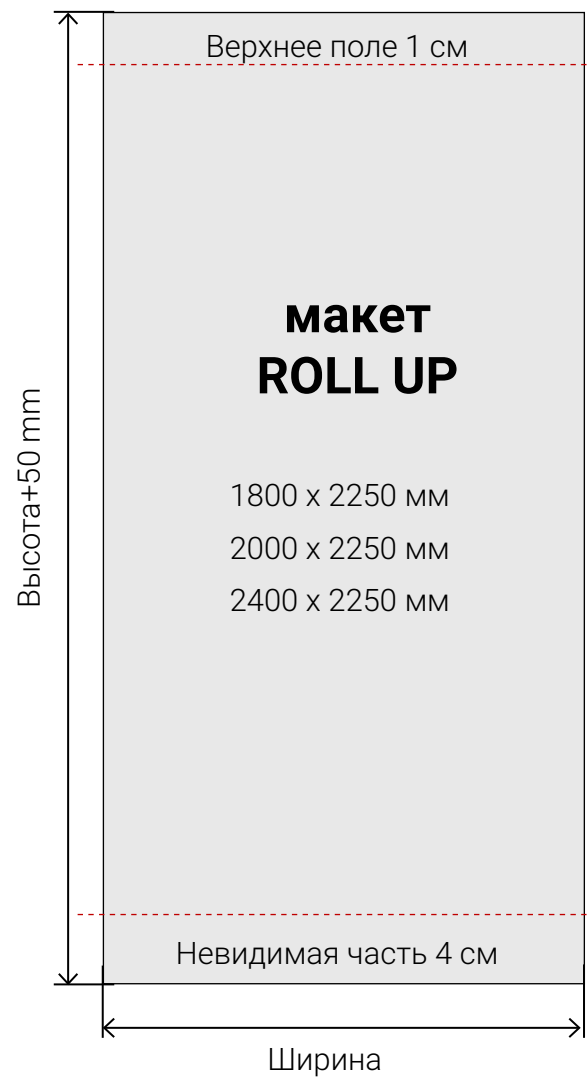 Верхнее поле 1 см
макет
ROLL UP
1800 x 2250 мм
2000 x 2250 мм
2400 x 2250 мм
Высота+50 mm
Невидимая часть 4 см
Ширина